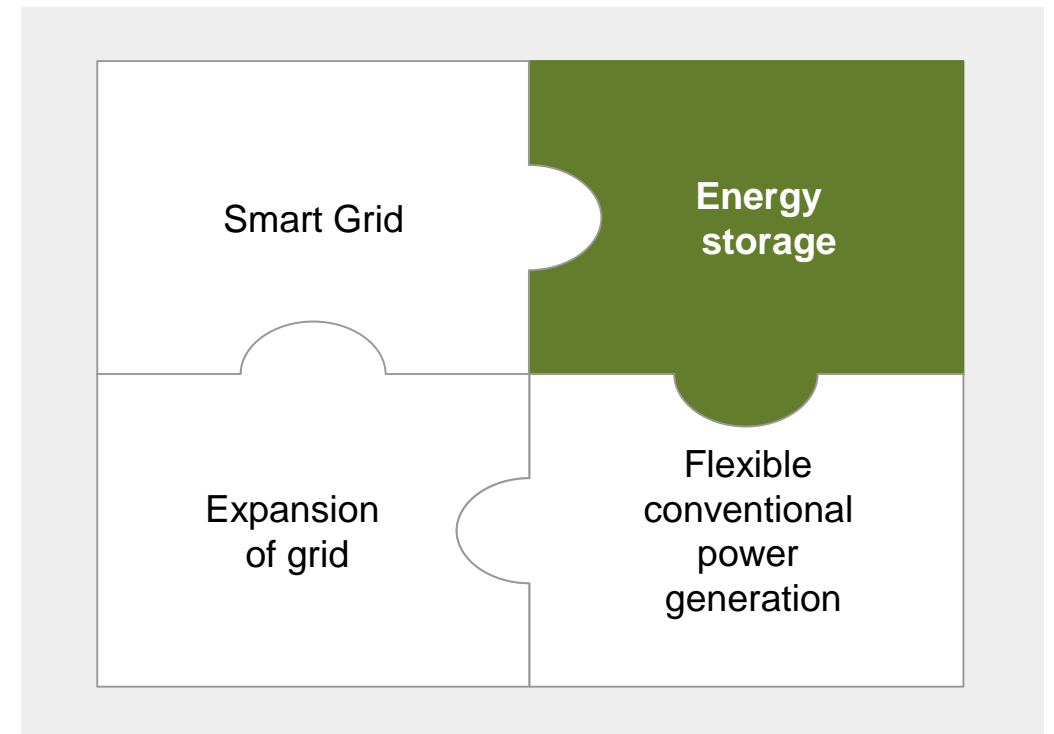 Smart Grid
Energy
storage
Expansion
of grid
Flexible
conventional
power
generation